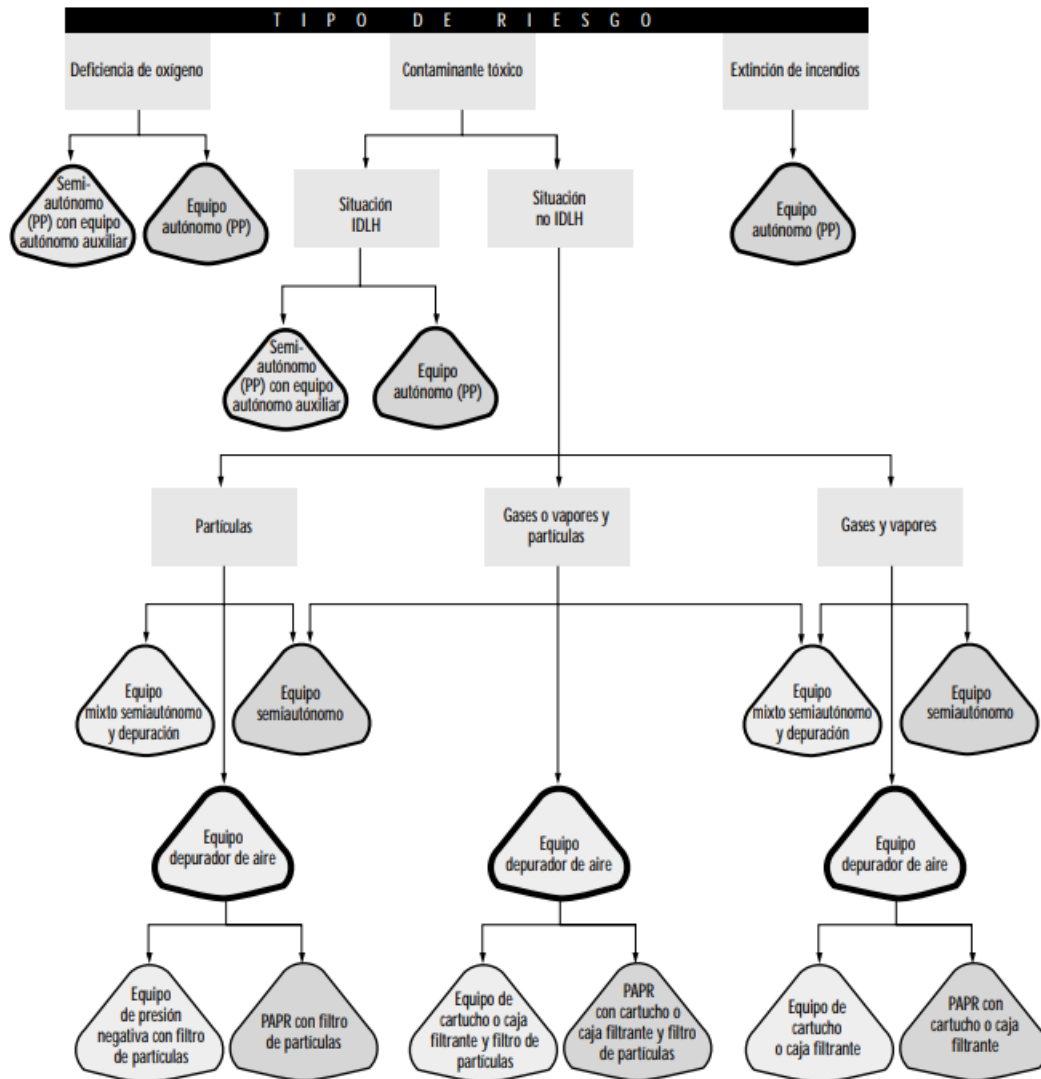 TIPO DE RIESGO
Deficiencia de oxígeno
Contaminante tóxico
Extinción de incendios
Semi-
autónomo
(PP) con equipo
autónomo auxiliar
Equipo
autónomo (PP)
Situación
IDLH
Situación
no IDLH
Equipo
autónomo (PP)
Semi-
autónomo
(PP) con equipo
autónomo auxiliar
Equipo
autónomo (PP)
Partículas
Gases o vapores y
partículas
Gases y vapores
Equipo
mixto semiautónomo
y depuración
Equipo
semiautónomo
Equipo
mixto semiautónomo
y depuración
Equipo
semiautónomo
Equipo
depurador de aire
Equipo
depurador de aire
Equipo
depurador de aire
Equipo
de presión
negativa con filtro
de partículas
PAPR con filtro
de partículas
Equipo de
cartucho o caja
filtrante y filtro de
partículas
PAPR
con cartucho o
caja filtrante y filtro
de partículas
Equipo de
cartucho
o caja filtrante
PAPR con
cartucho o caja
filtrante